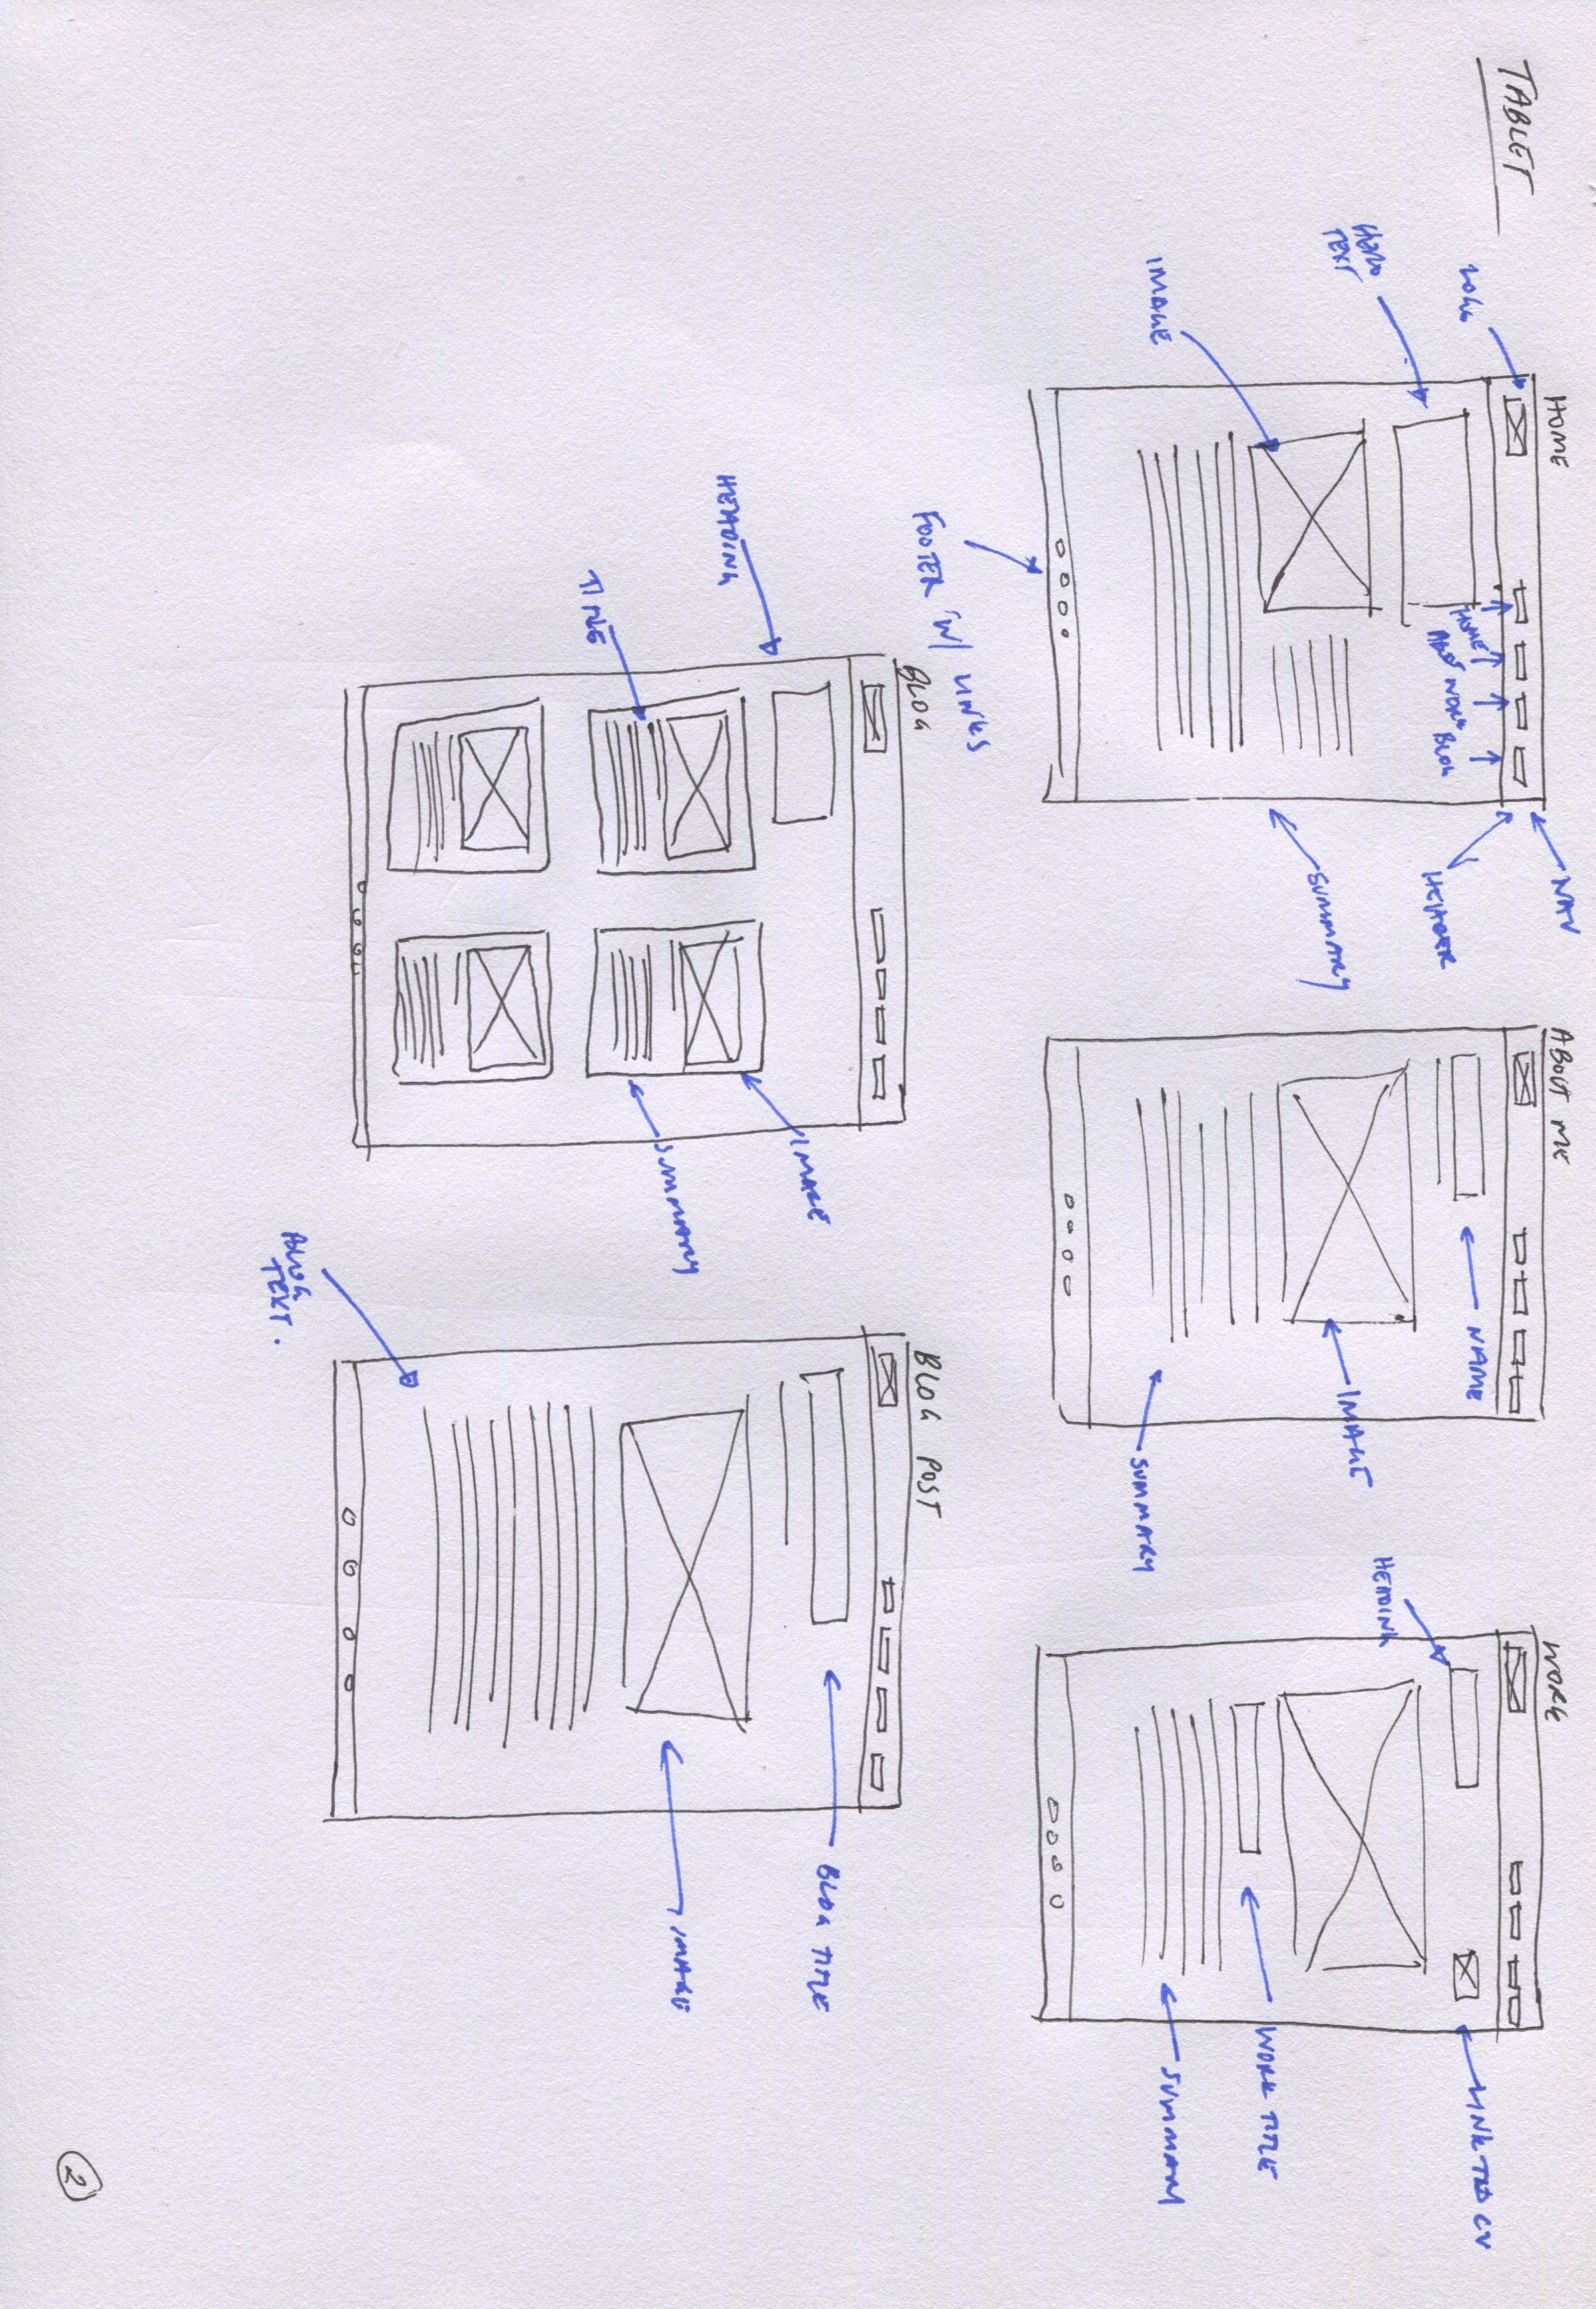 TABLET
HOME
NAV
LOGO
HOME
ABOUT
WORK
BLOG
HEADER
HERO
TEXT
SUMMARY
IMAGE
FOOTER W/ LINKS
ABOUT ME
NAME
IMAGE
SUMMARY
WORK
LINK TO CV
HEADING
WORK TITLE
SUMMARY
BLOG
HEADING
IMAGE
SUMMARY
TITLE
BLOG POST
BLOG TITLE
IMAGE
BLOG
TEXT.
2